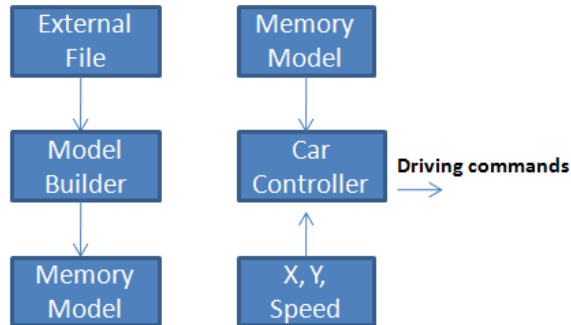 External
File
Model
Builder
Memory
Model
Memory
Model
Car
Controller
Driving commands
X, Y,
Speed